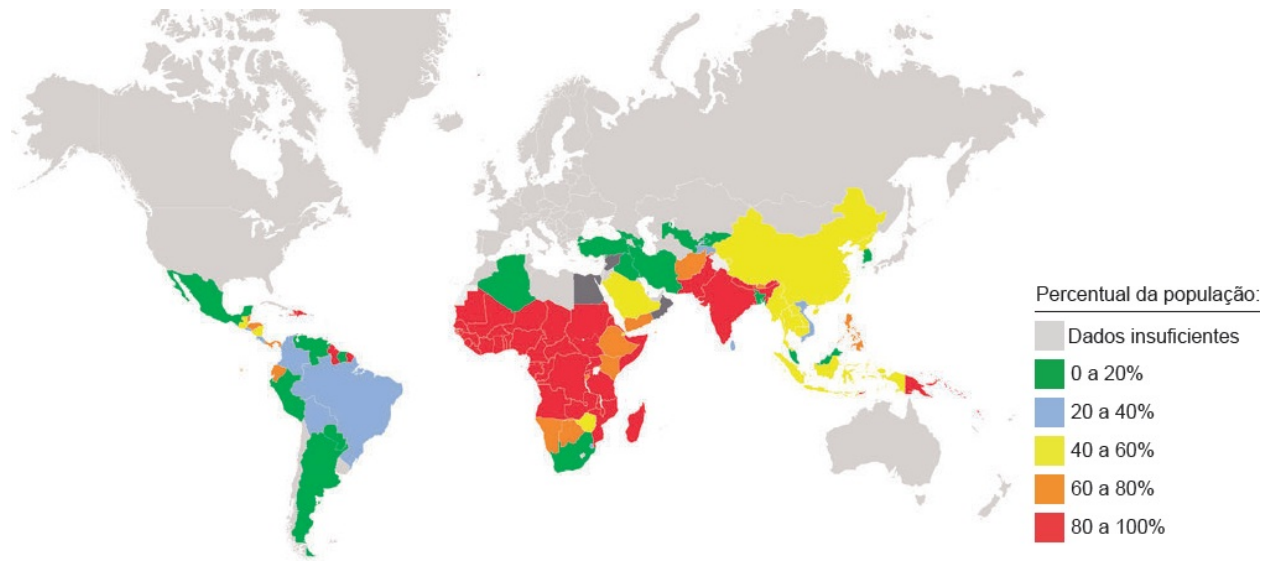 Percentual da população:
Dados insuficientes
0 a 20%
20 a 40%
40 a 60%
60 a 80%
80 a 100%